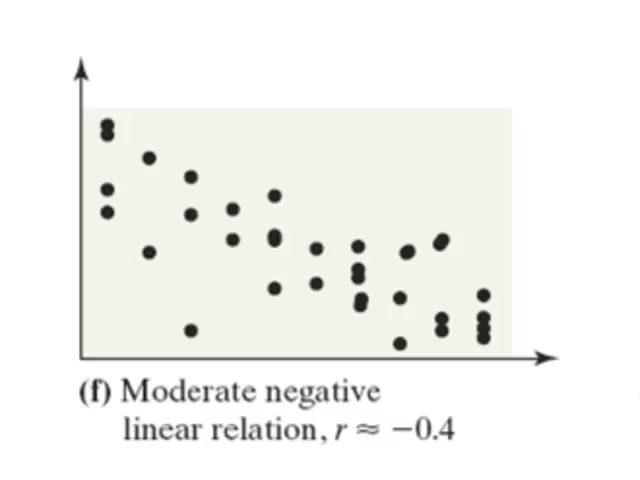 (f) Moderate negative
linear relation, r ≈ −0.4